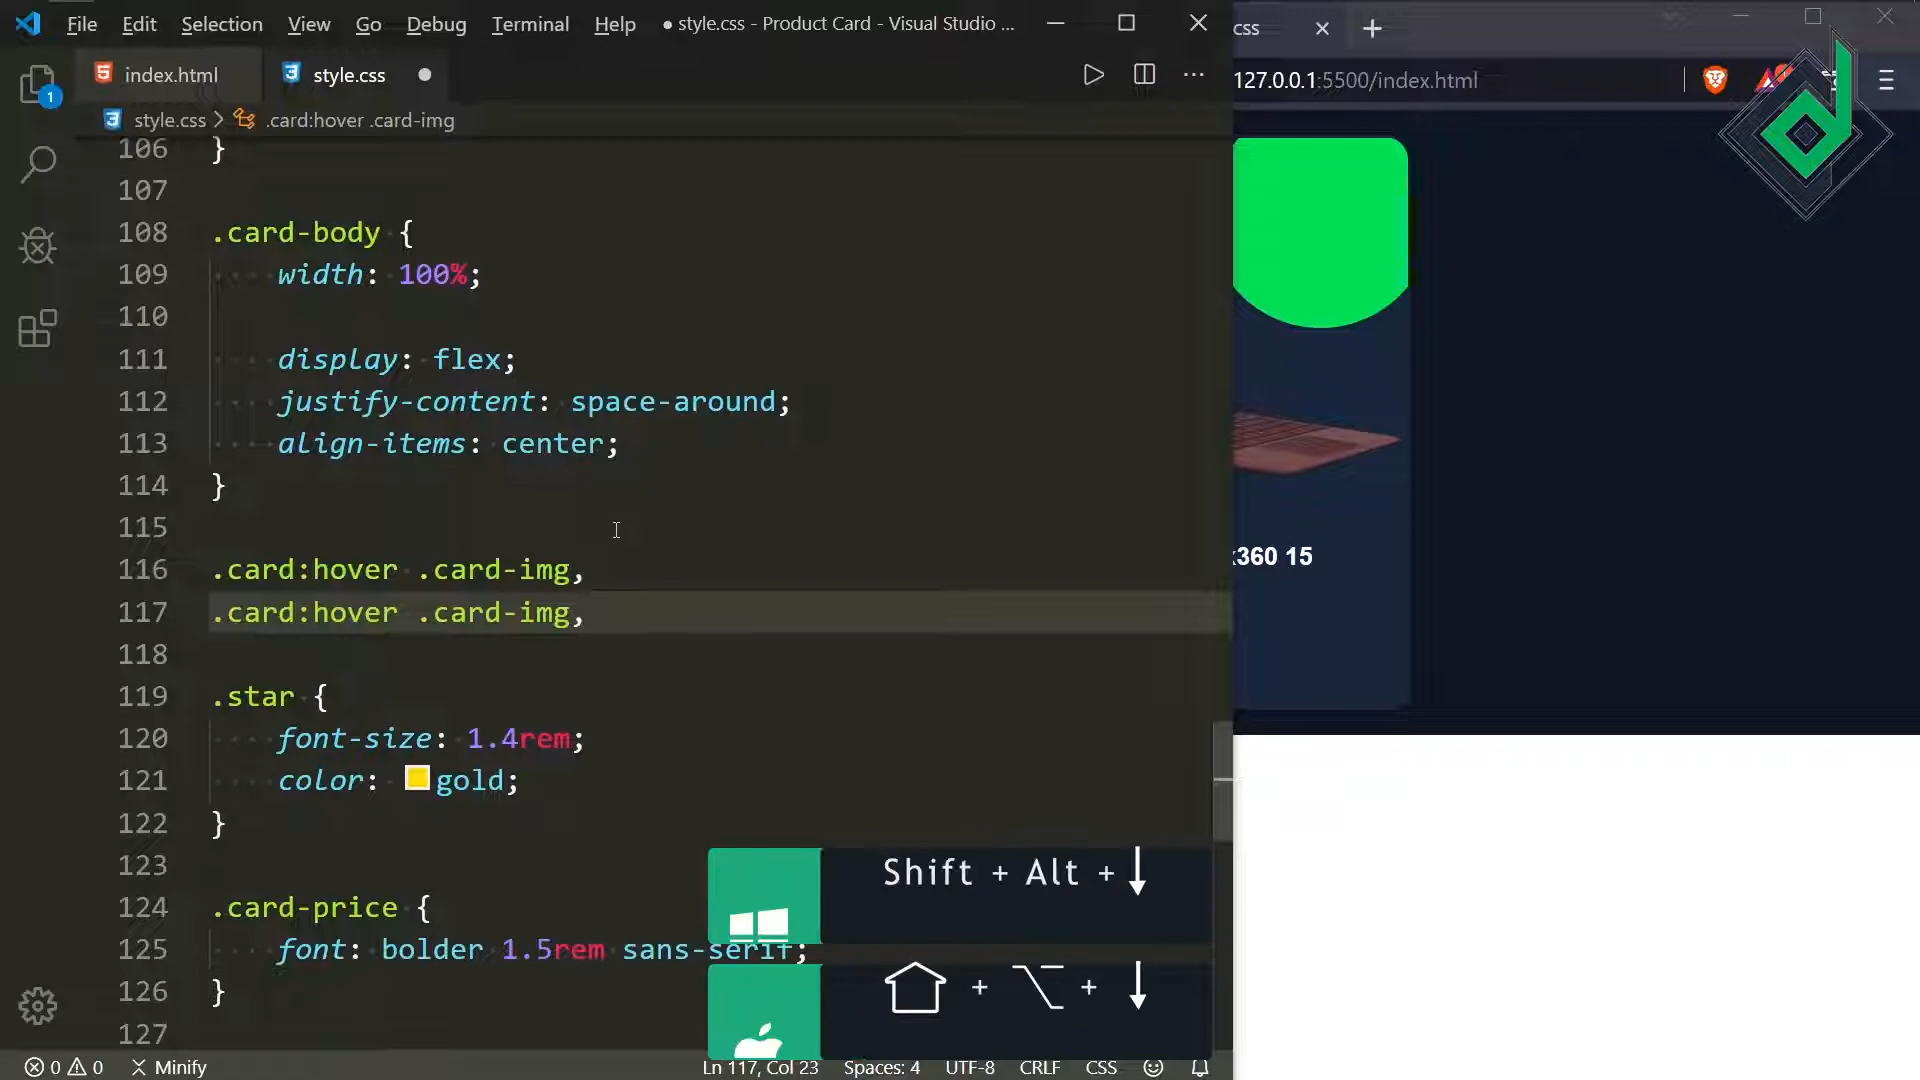 File Edit Selection View Go Debug Terminal Help ● style.css - Product Card - Visual Studio ...
css
index.html style.css
127.0.0.1:5500/index.html
1
style.css > .card:hover .card-img
106 }
107
108 .card-body {
109 width: 100%;
110
111 display: flex;
112 justify-content: space-around;
113 align-items: center;
114 }
115
116 .card:hover .card-img,
117 .card:hover .card-img,
118
119 .star {
120 font-size: 1.4rem;
121 color: gold;
122 }
123
124 .card-price {
125 font: bolder 1.5rem sans-serif;
126 }
127
x360 15
Shift + Alt + ↓
+ ⌥ + ↓
0 0 Minify Ln 117, Col 23 Spaces: 4 UTF-8 CRLF CSS